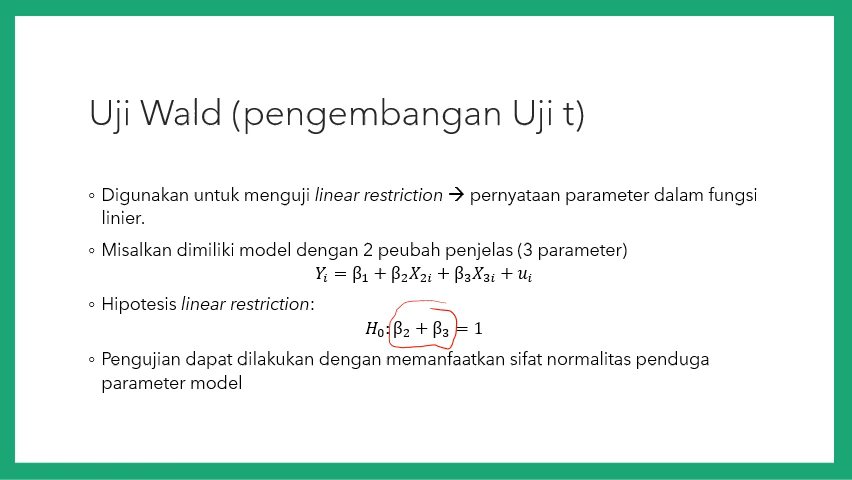 Uji Wald (pengembangan Uji t)
◦ Digunakan untuk menguji linear restriction → pernyataan parameter dalam fungsi
linier.
◦ Misalkan dimiliki model dengan 2 peubah penjelas (3 parameter)
Yᵢ = β₁ + β₂X₂ᵢ + β₃X₃ᵢ + uᵢ
◦ Hipotesis linear restriction:
H₀: β₂ + β₃ = 1
◦ Pengujian dapat dilakukan dengan memanfaatkan sifat normalitas penduga
parameter model